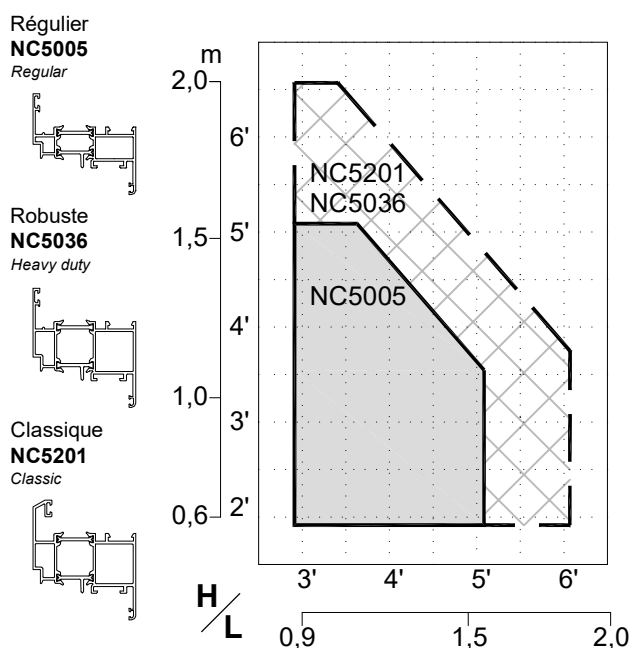 Régulier
NC5005
Regular
Robuste
NC5036
Heavy duty
Classique
NC5201
Classic
m
2,0
6'
1,5
5'
4'
1,0
3'
0,6
2'
NC5201
NC5036
NC5005
3' 4' 5' 6'
H/L
0,9 1,5 2,0